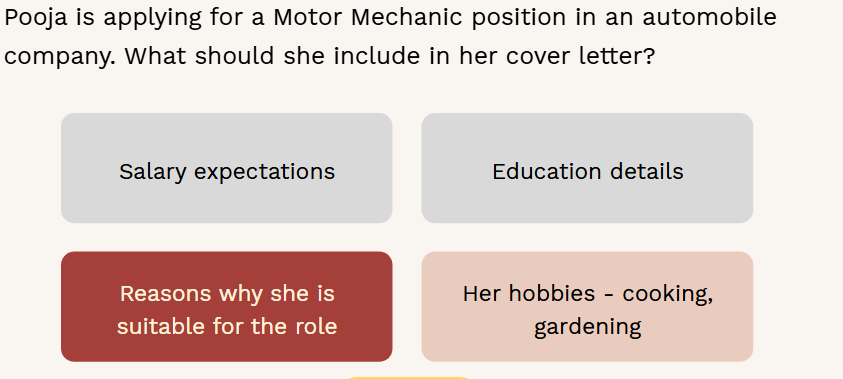 Pooja is applying for a Motor Mechanic position in an automobile
company. What should she include in her cover letter?
Salary expectations
Education details
Reasons why she is
suitable for the role
Her hobbies - cooking,
gardening